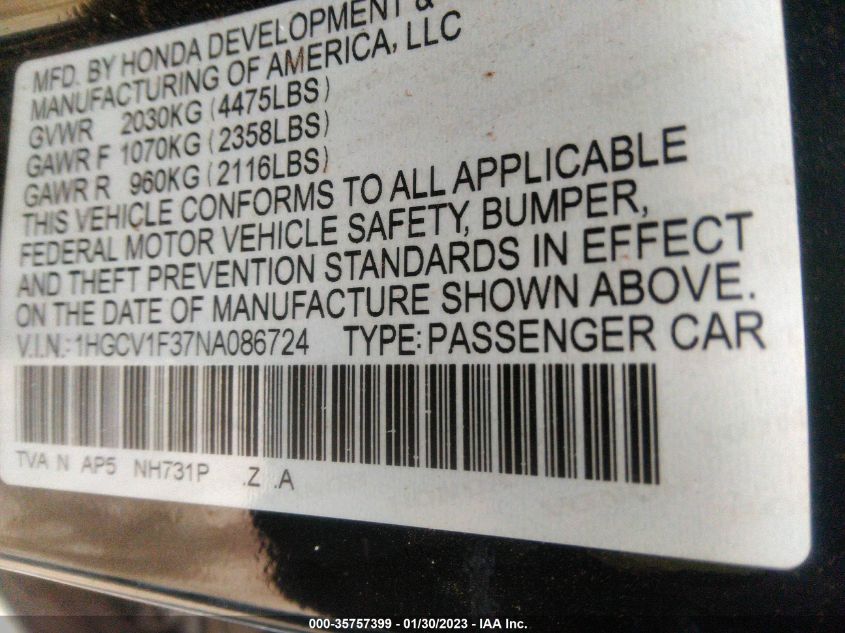 MFD. BY HONDA DEVELOPMENT &
MANUFACTURING OF AMERICA, LLC
GVWR 2030KG (4475LBS)
GAWR F 1070KG (2358LBS)
GAWR R 960KG (2116LBS)
THIS VEHICLE CONFORMS TO ALL APPLICABLE
FEDERAL MOTOR VEHICLE SAFETY, BUMPER,
AND THEFT PREVENTION STANDARDS IN EFFECT
ON THE DATE OF MANUFACTURE SHOWN ABOVE.
V.I.N.: 1HGCV1F37NA086724 TYPE: PASSENGER CAR
TVA N AP5 NH731P .Z .A
000-35757399 - 01/30/2023 - IAA Inc.